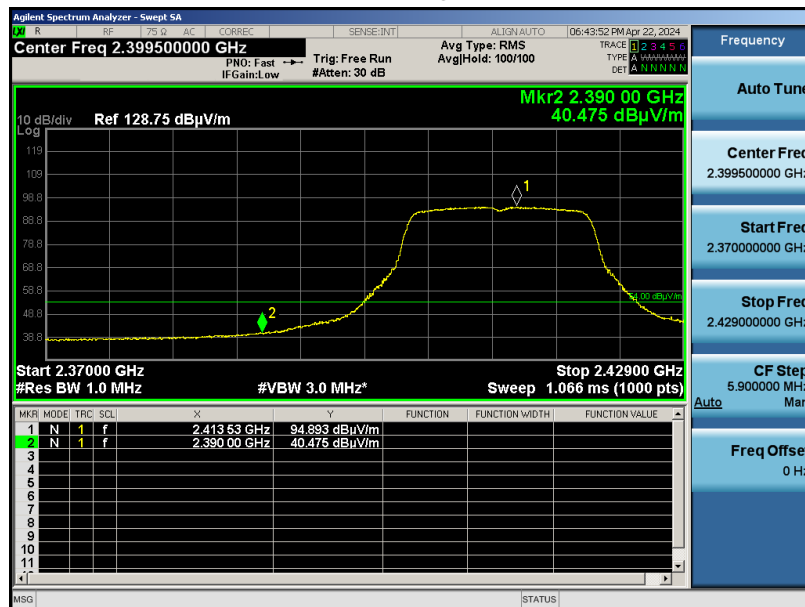 Agilent Spectrum Analyzer - Swept SA
LXI R RF 75 Ω AC CORREC SENSE:INT ALIGN AUTO 06:43:52 PM Apr 22, 2024
Center Freq 2.399500000 GHz
PNO: Fast
IFGain:Low
Trig: Free Run
#Atten: 30 dB
Avg Type: RMS
Avg|Hold: 100/100
TRACE 1 2 3 4 5 6
TYPE A WWWWW
DET A N N N N N
Mkr2 2.390 00 GHz
40.475 dBµV/m
10 dB/div Ref 128.75 dBµV/m
Log
119
109
98.8
88.8
78.8
68.8
58.8
48.8
38.8
1
2
54.00 dBµV/m
Start 2.37000 GHz Stop 2.42900 GHz
#Res BW 1.0 MHz #VBW 3.0 MHz* Sweep 1.066 ms (1000 pts)
MKR MODE TRC SCL X Y FUNCTION FUNCTION WIDTH FUNCTION VALUE
1 N 1 f 2.413 53 GHz 94.893 dBµV/m
2 N 1 f 2.390 00 GHz 40.475 dBµV/m
3
4
5
6
7
8
9
10
11
MSG STATUS
Frequency
Auto Tune
Center Freq
2.399500000 GHz
Start Freq
2.370000000 GHz
Stop Freq
2.429000000 GHz
CF Step
5.900000 MHz
Auto Man
Freq Offset
0 Hz